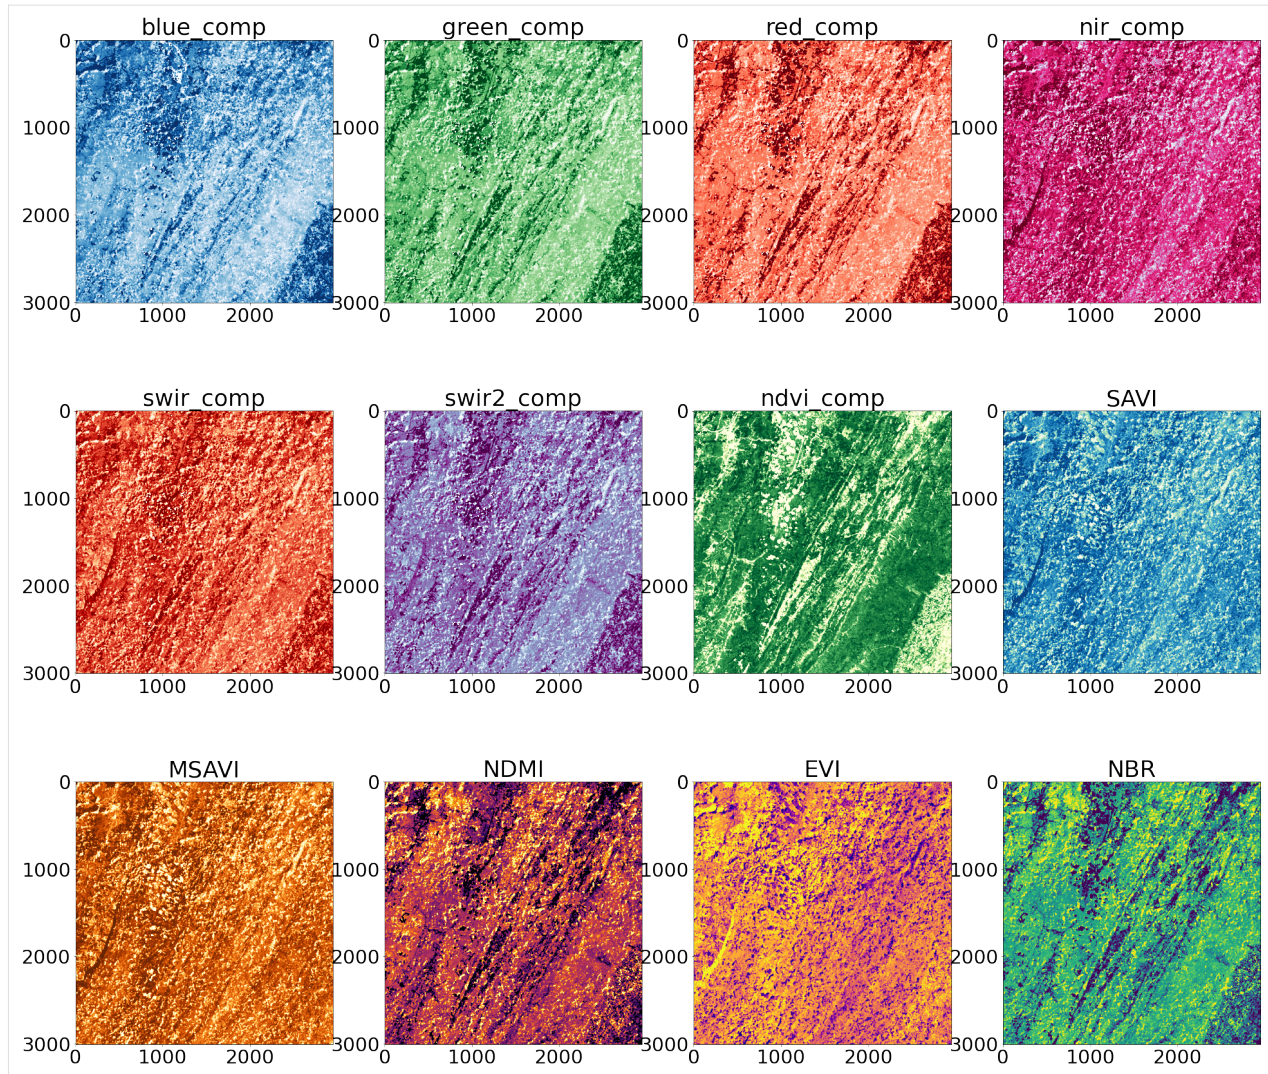 blue_comp green_comp red_comp nir_comp
0 0 0 0
1000 1000 1000 1000
2000 2000 2000 2000
3000 3000 3000 3000
0 1000 2000 0 1000 2000 0 1000 2000 0 1000 2000
swir_comp swir2_comp ndvi_comp SAVI
0 0 0 0
1000 1000 1000 1000
2000 2000 2000 2000
3000 3000 3000 3000
0 1000 2000 0 1000 2000 0 1000 2000 0 1000 2000
MSAVI NDMI EVI NBR
0 0 0 0
1000 1000 1000 1000
2000 2000 2000 2000
3000 3000 3000 3000
0 1000 2000 0 1000 2000 0 1000 2000 0 1000 2000